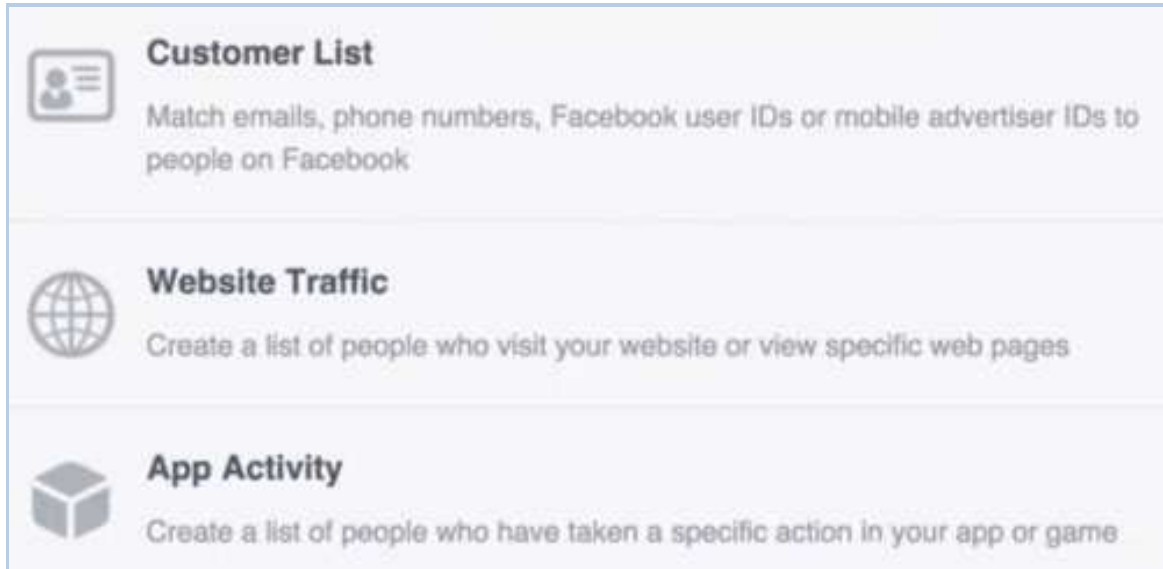 Customer List
Match emails, phone numbers, Facebook user IDs or mobile advertiser IDs to
people on Facebook
Website Traffic
Create a list of people who visit your website or view specific web pages
App Activity
Create a list of people who have taken a specific action in your app or game